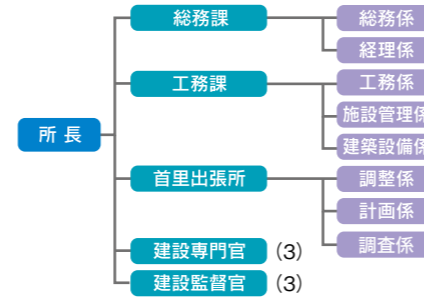 所長
総務課
総務係
経理係
工務課
工務係
施設管理係
建築設備係
首里出張所
調整係
計画係
調査係
建設専門官 (3)
建設監督官 (3)